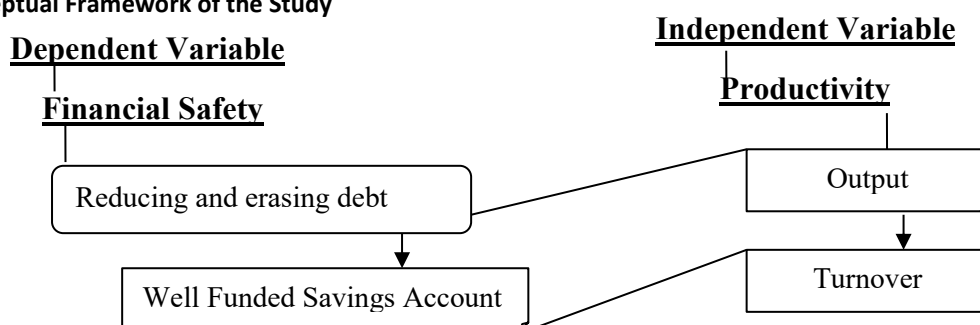 eptual Framework of the Study
Dependent Variable
Financial Safety
Reducing and erasing debt
Well Funded Savings Account
Independent Variable
Productivity
Output
Turnover